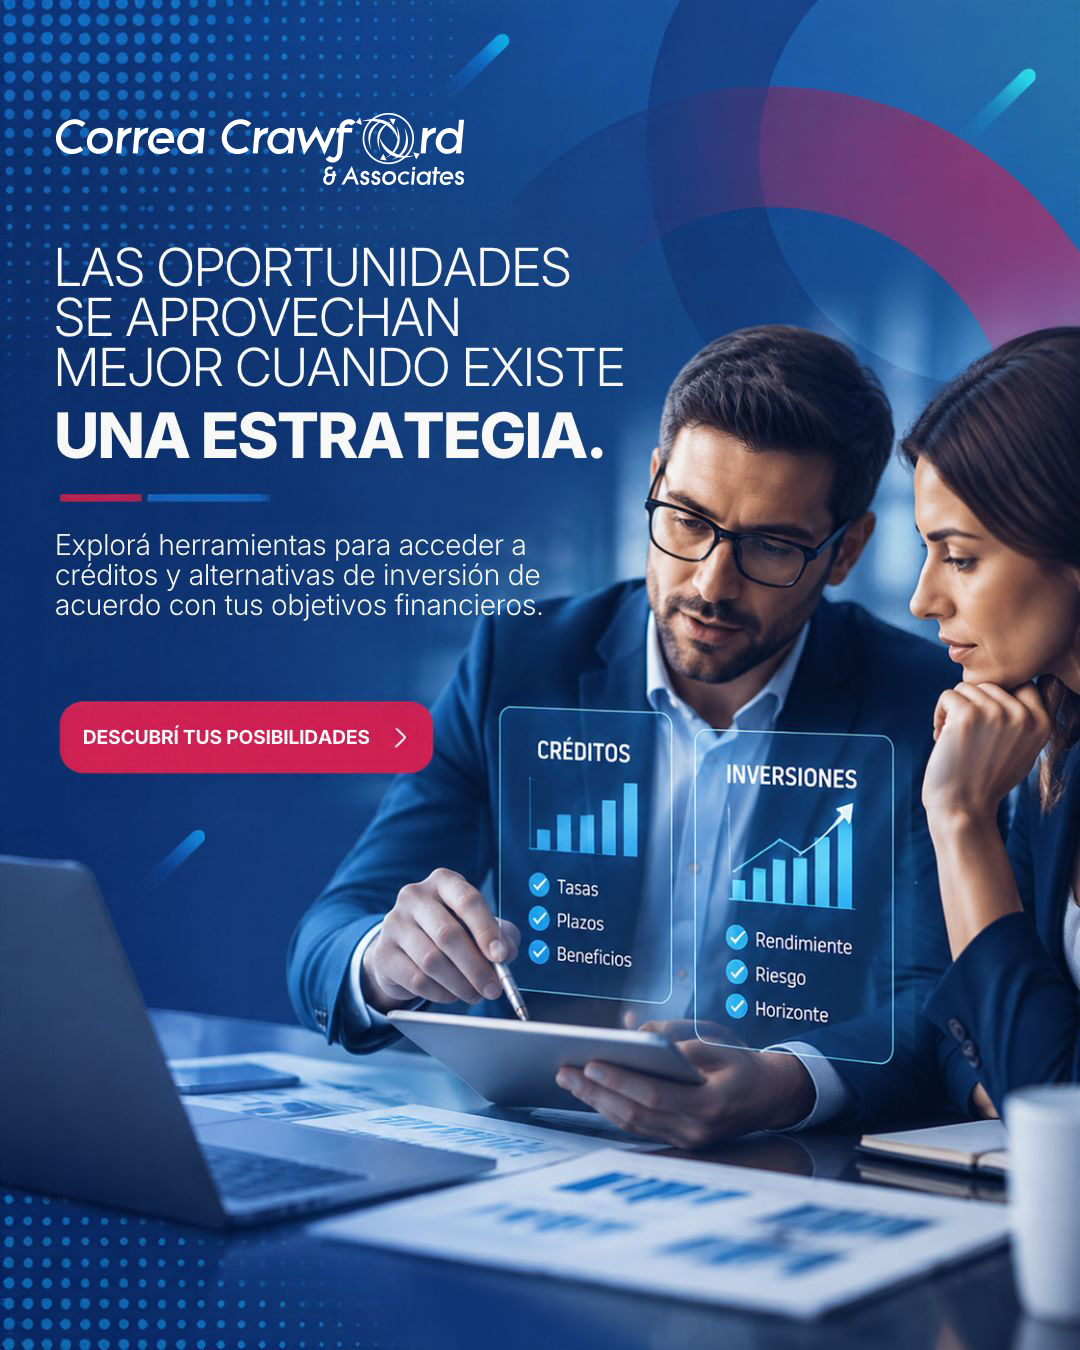 Correa Crawford
& Associates
LAS OPORTUNIDADES
SE APROVECHAN
MEJOR CUANDO EXISTE
UNA ESTRATEGIA.
Explorá herramientas para acceder a
créditos y alternativas de inversión de
acuerdo con tus objetivos financieros.
DESCUBRÍ TUS POSIBILIDADES
CRÉDITOS
Tasas
Plazos
Beneficios
INVERSIONES
Rendimiento
Riesgo
Horizonte